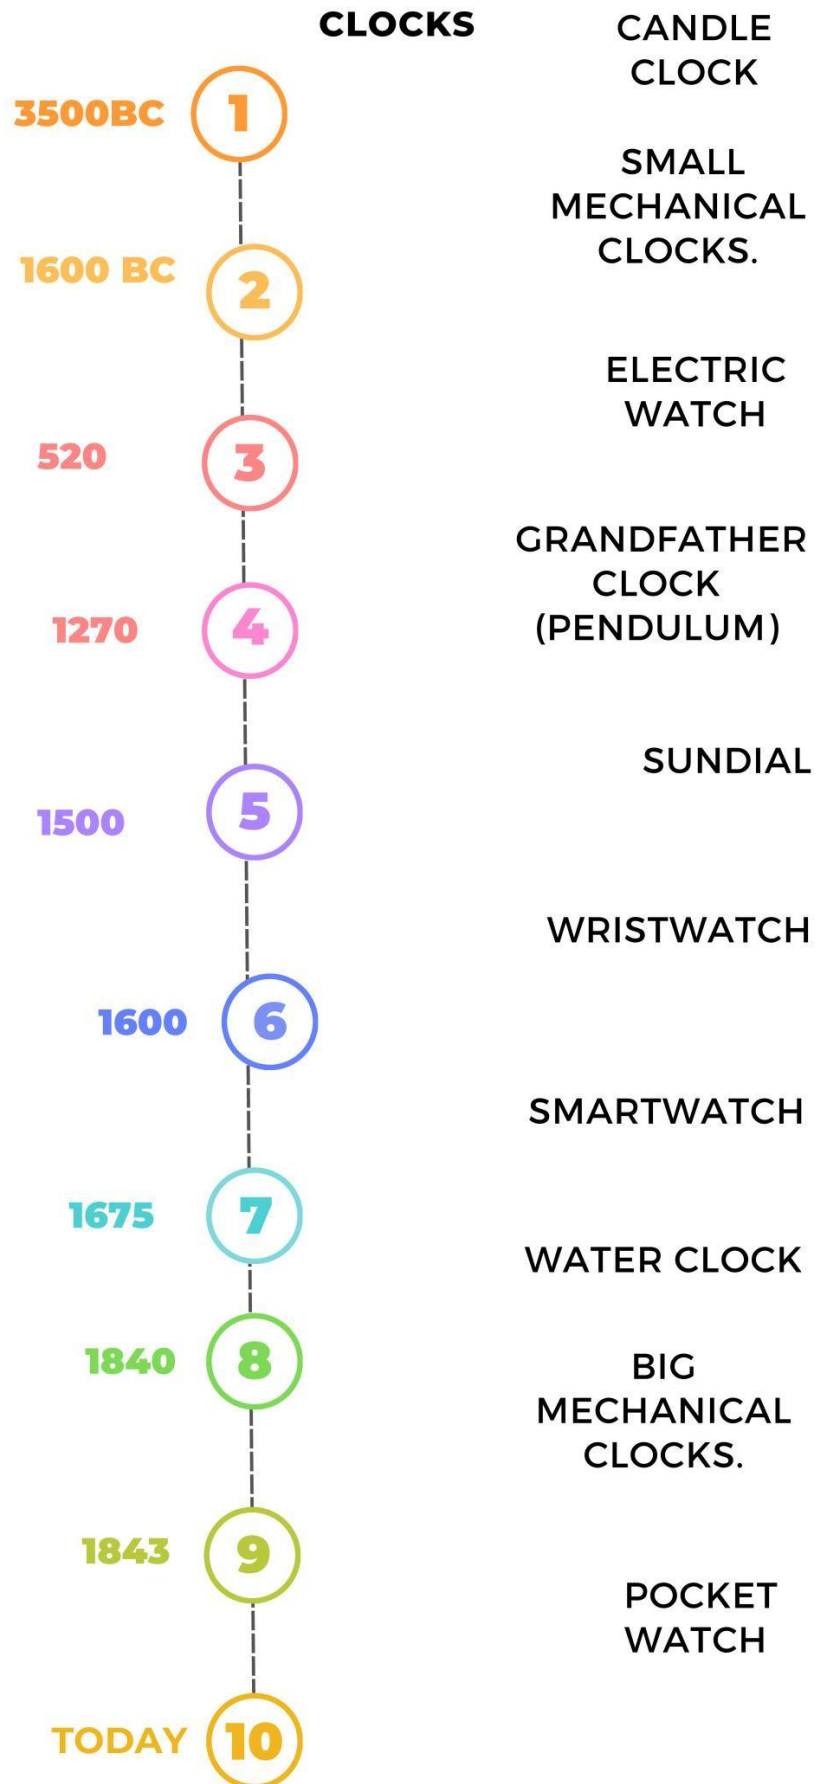 CLOCKS
3500BC
1
1600 BC
2
520
3
1270
4
1500
5
1600
6
1675
7
1840
8
1843
9
TODAY
10
CANDLE
CLOCK
SMALL
MECHANICAL
CLOCKS.
ELECTRIC
WATCH
GRANDFATHER
CLOCK
(PENDULUM)
SUNDIAL
WRISTWATCH
SMARTWATCH
WATER CLOCK
BIG
MECHANICAL
CLOCKS.
POCKET
WATCH